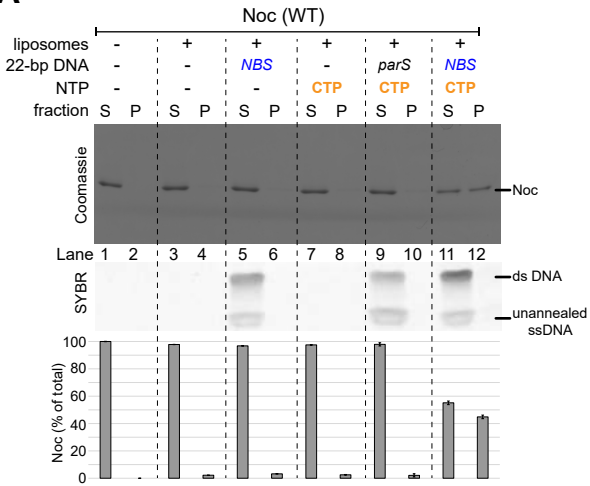 Noc (WT)
liposomes - + + + + +
22-bp DNA - - NBS - parS NBS
NTP - - - CTP CTP CTP
fraction S P S P S P S P S P S P
Coomassie
Noc
Lane 1 2 3 4 5 6 7 8 9 10 11 12
SYBR
ds DNA
unannealed
ssDNA
Noc (% of total)
100
80
60
40
20
0